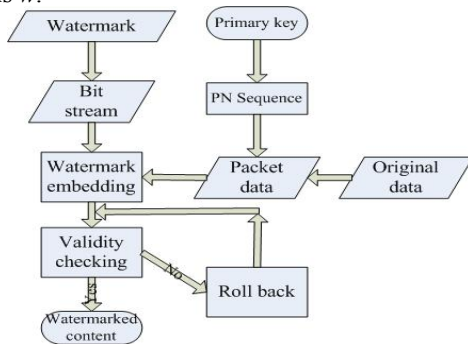 Watermark
Primary key
Bit
stream
PN Sequence
Watermark
embedding
Packet
data
Original
data
Validity
checking
No
Roll back
Yes
Watermarked
content